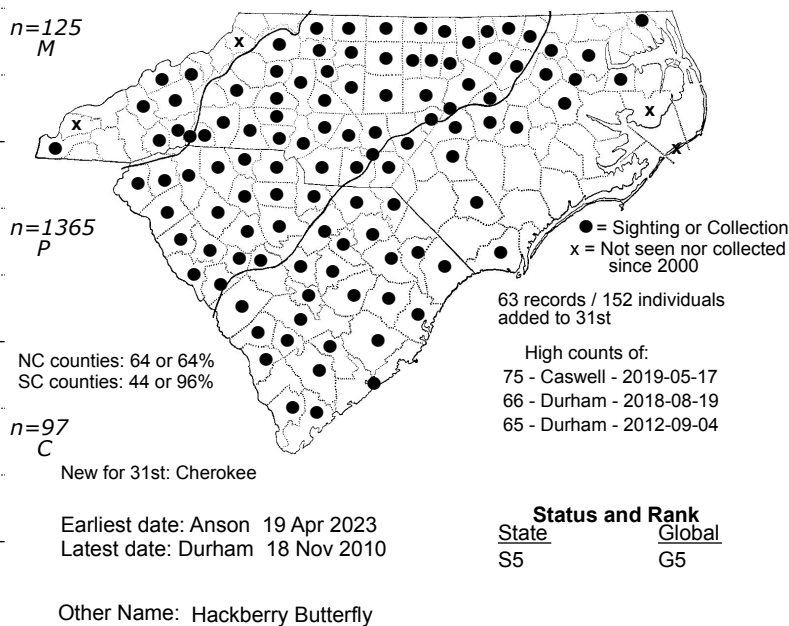 n=125
M
n=1365
P
n=97
C
● = Sighting or Collection
x = Not seen nor collected
since 2000
63 records / 152 individuals
added to 31st
NC counties: 64 or 64%
SC counties: 44 or 96%
High counts of:
75 - Caswell - 2019-05-17
66 - Durham - 2018-08-19
65 - Durham - 2012-09-04
New for 31st: Cherokee
Earliest date: Anson 19 Apr 2023
Latest date: Durham 18 Nov 2010
Status and Rank
State Global
S5 G5
Other Name: Hackberry Butterfly